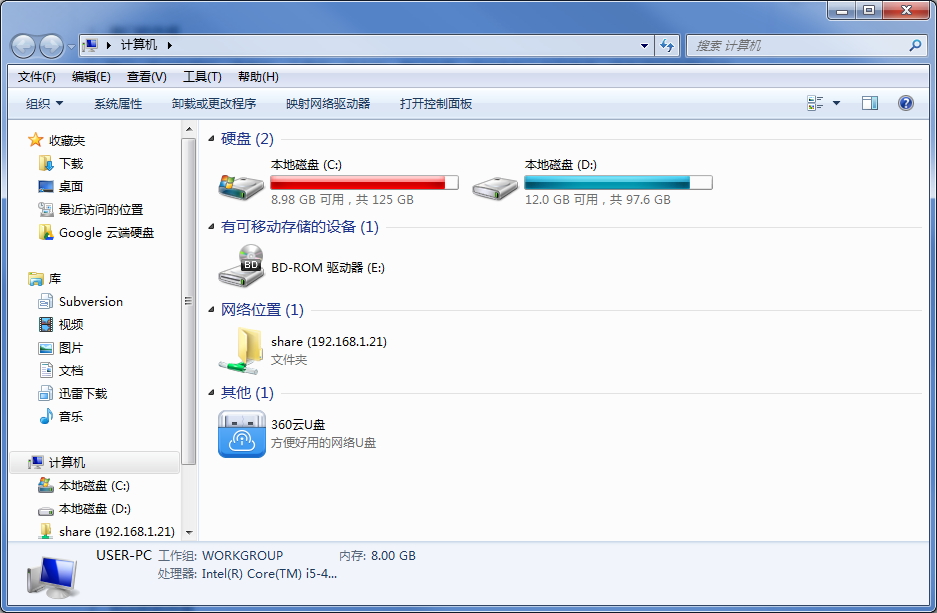 计算机
搜索 计算机
文件(F) 编辑(E) 查看(V) 工具(T) 帮助(H)
组织 系统属性 卸载或更改程序 映射网络驱动器 打开控制面板
收藏夹
下载
桌面
最近访问的位置
Google 云端硬盘
库
Subversion
视频
图片
文档
迅雷下载
音乐
计算机
本地磁盘 (C:)
本地磁盘 (D:)
share (192.168.1.21)
硬盘 (2)
本地磁盘 (C:)
8.98 GB 可用，共 125 GB
本地磁盘 (D:)
12.0 GB 可用，共 97.6 GB
有可移动存储的设备 (1)
BD
BD-ROM 驱动器 (E:)
网络位置 (1)
share (192.168.1.21)
文件夹
其他 (1)
360云U盘
方便好用的网络U盘
USER-PC 工作组: WORKGROUP 内存: 8.00 GB
处理器: Intel(R) Core(TM) i5-4...